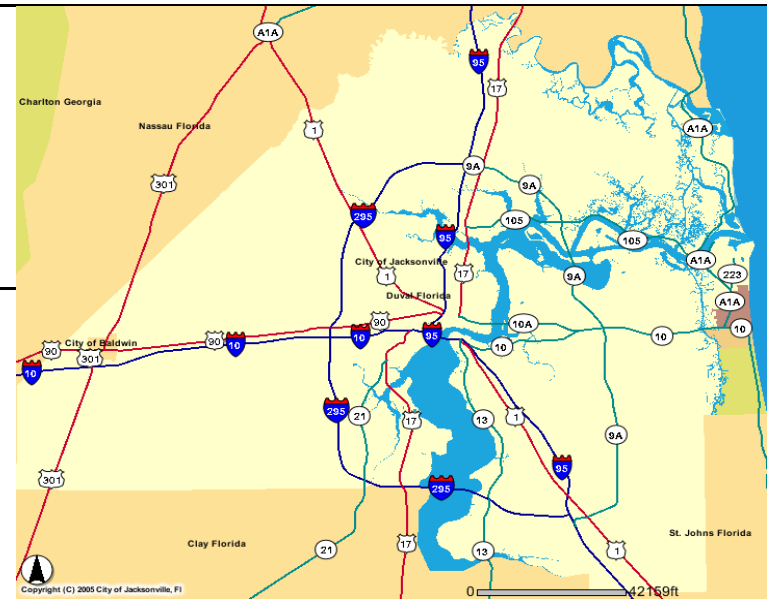 A1A
95
17
Charlton Georgia
Nassau Florida
1
A1A
9A
9A
301
295
105
95
105
City of Jacksonville
A1A
1
17
9A
223
Duval Florida
A1A
90
10A
10
90
City of Baldwin
10
10
95
10
10
90
301
10
295
21
17
13
1
9A
95
301
295
Clay Florida
St. Johns Florida
21
17
13
1
Copyright (C) 2005 City of Jacksonville, Fl
0 42159ft